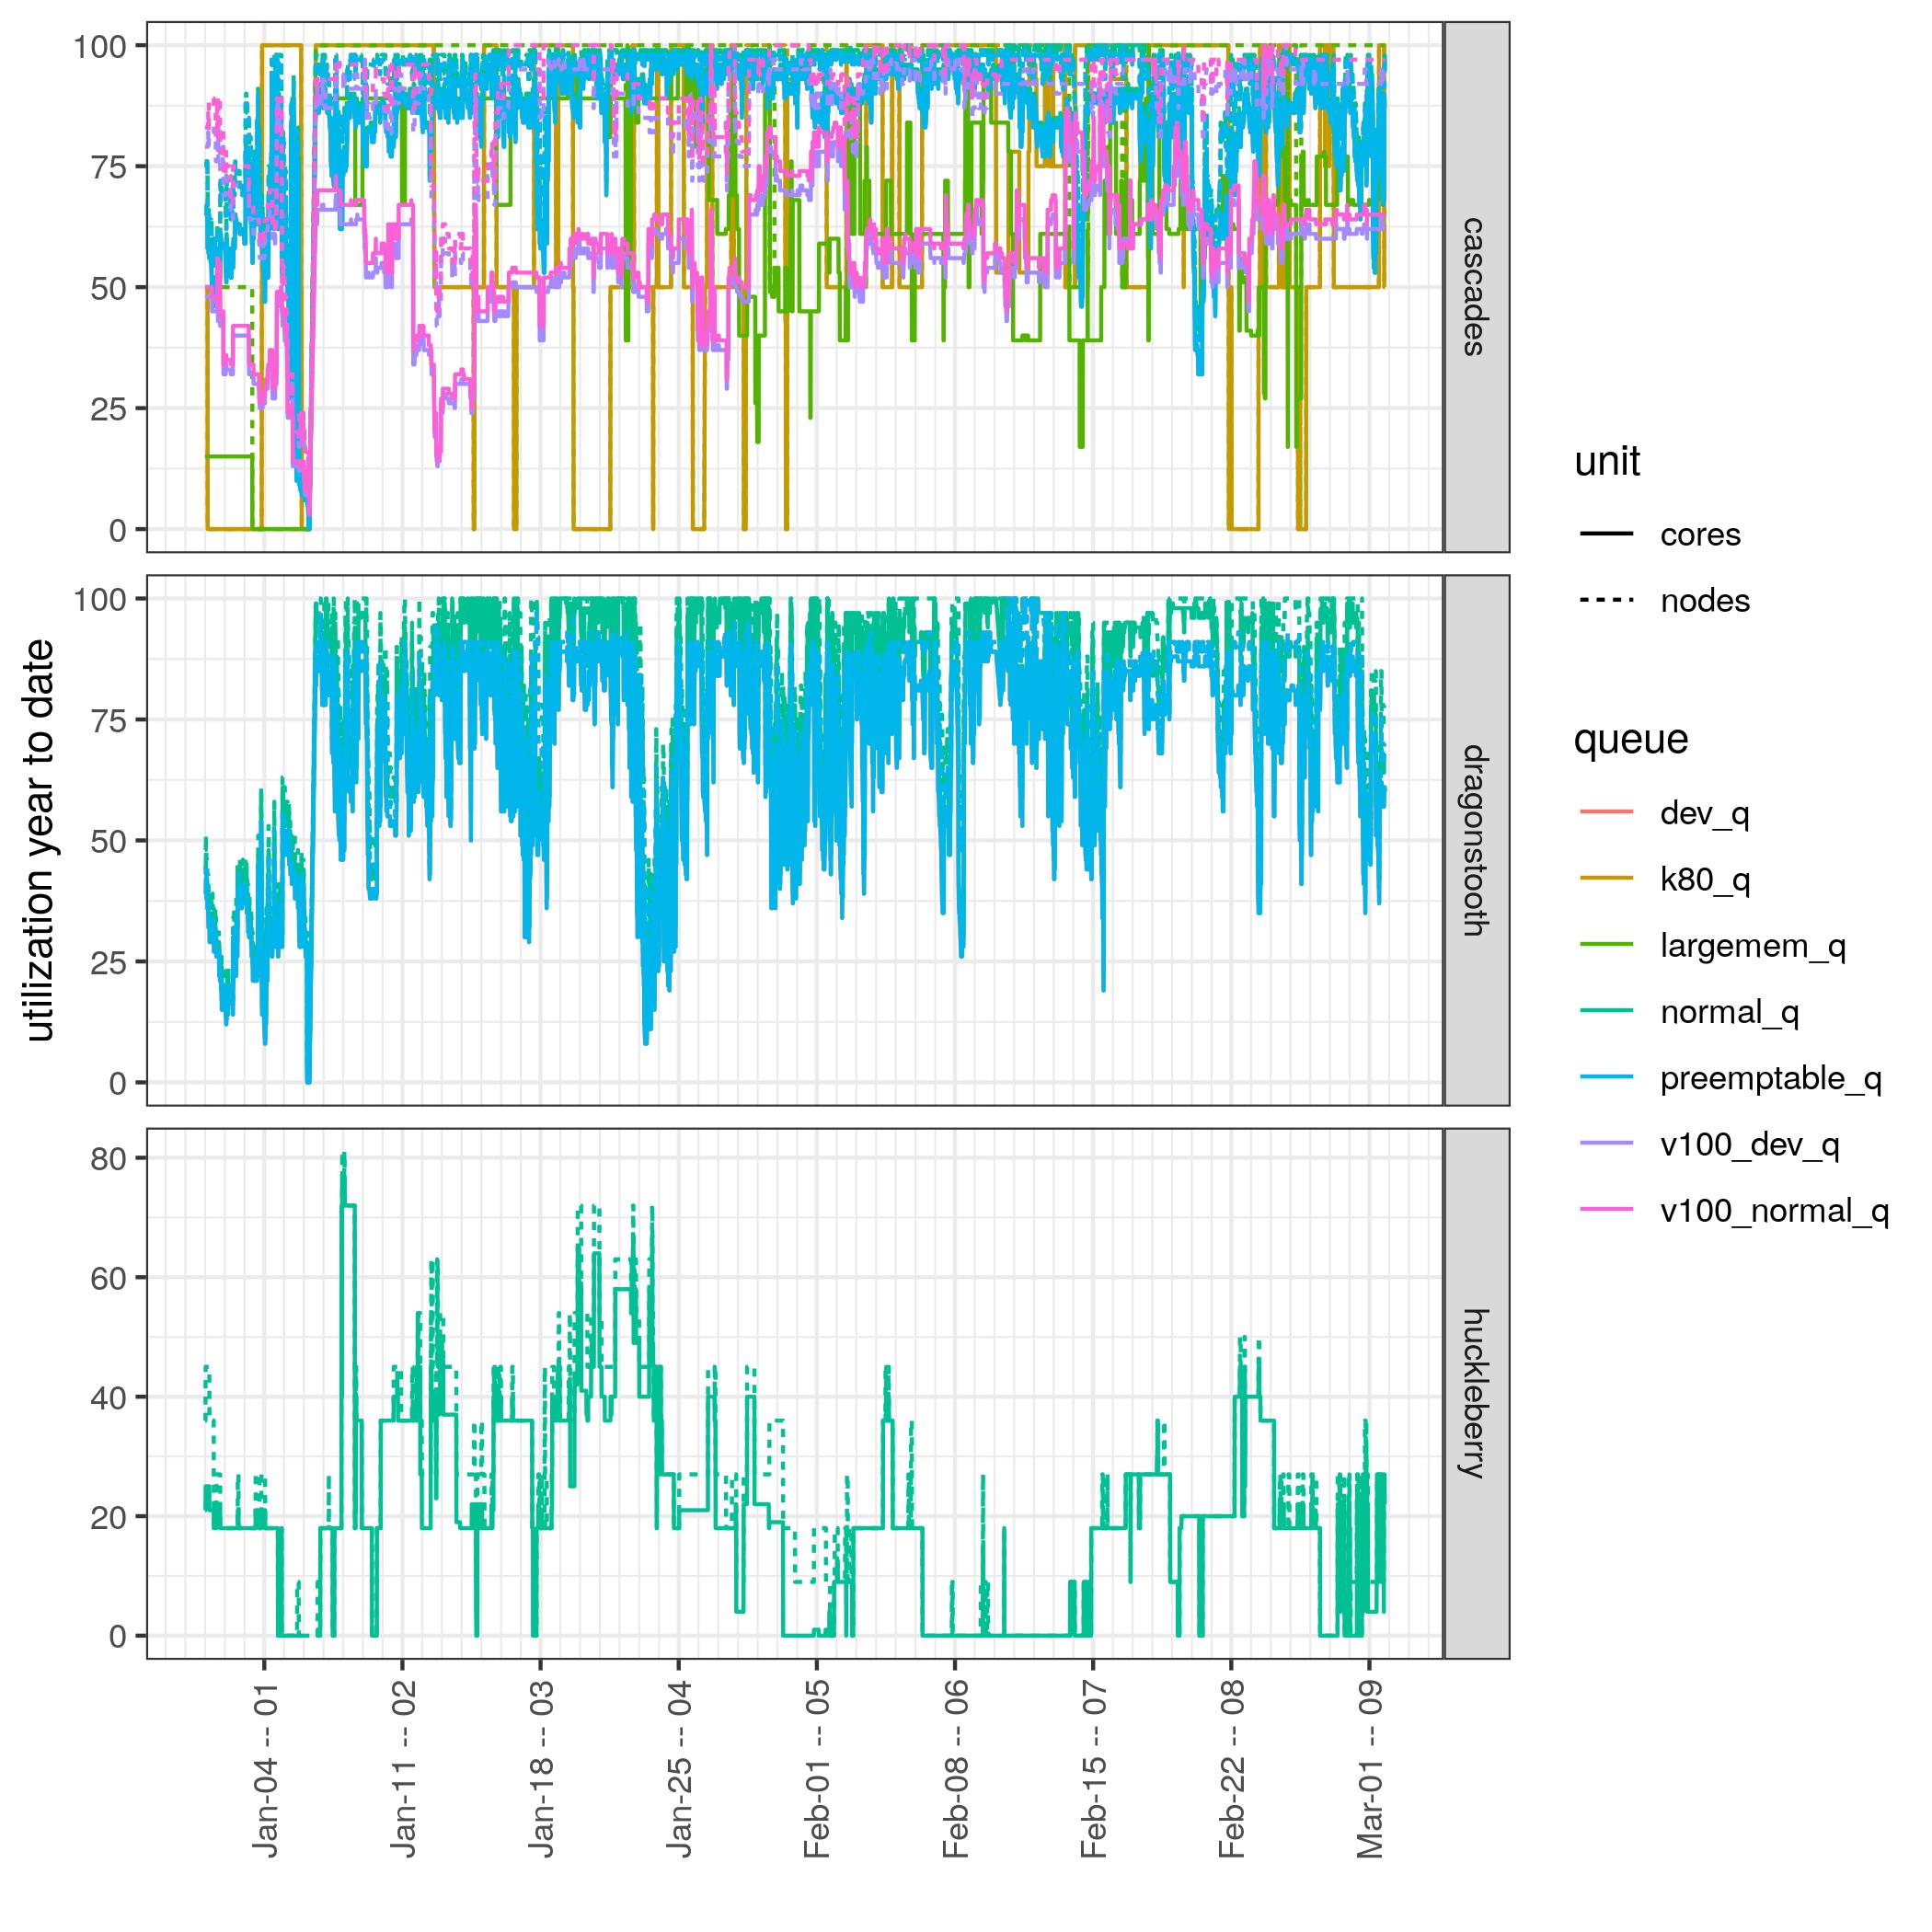 utilization year to date
100
75
50
25
0
cascades
100
75
50
25
0
dragonstooth
80
60
40
20
0
huckleberry
Jan-04 -- 01
Jan-11 -- 02
Jan-18 -- 03
Jan-25 -- 04
Feb-01 -- 05
Feb-08 -- 06
Feb-15 -- 07
Feb-22 -- 08
Mar-01 -- 09
unit
cores
nodes
queue
dev_q
k80_q
largemem_q
normal_q
preemptable_q
v100_dev_q
v100_normal_q